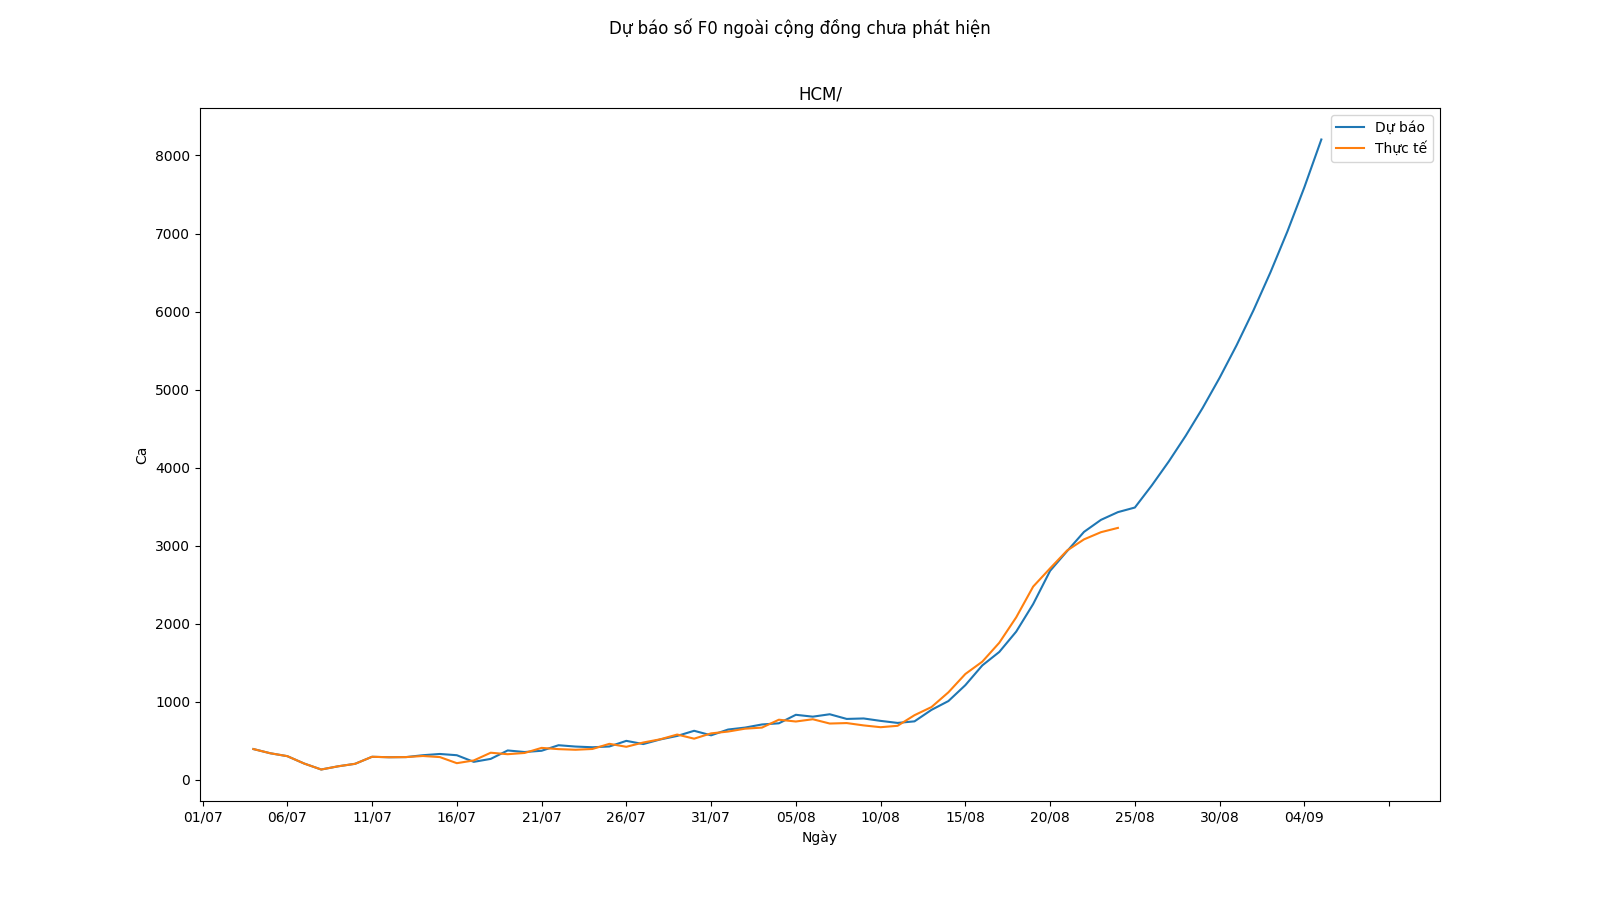 Dự báo số F0 ngoài cộng đồng chưa phát hiện
HCM/
Dự báo
Thực tế
8000
7000
6000
5000
4000
3000
2000
1000
0
Ca
01/07 06/07 11/07 16/07 21/07 26/07 31/07 05/08 10/08 15/08 20/08 25/08 30/08 04/09
Ngày